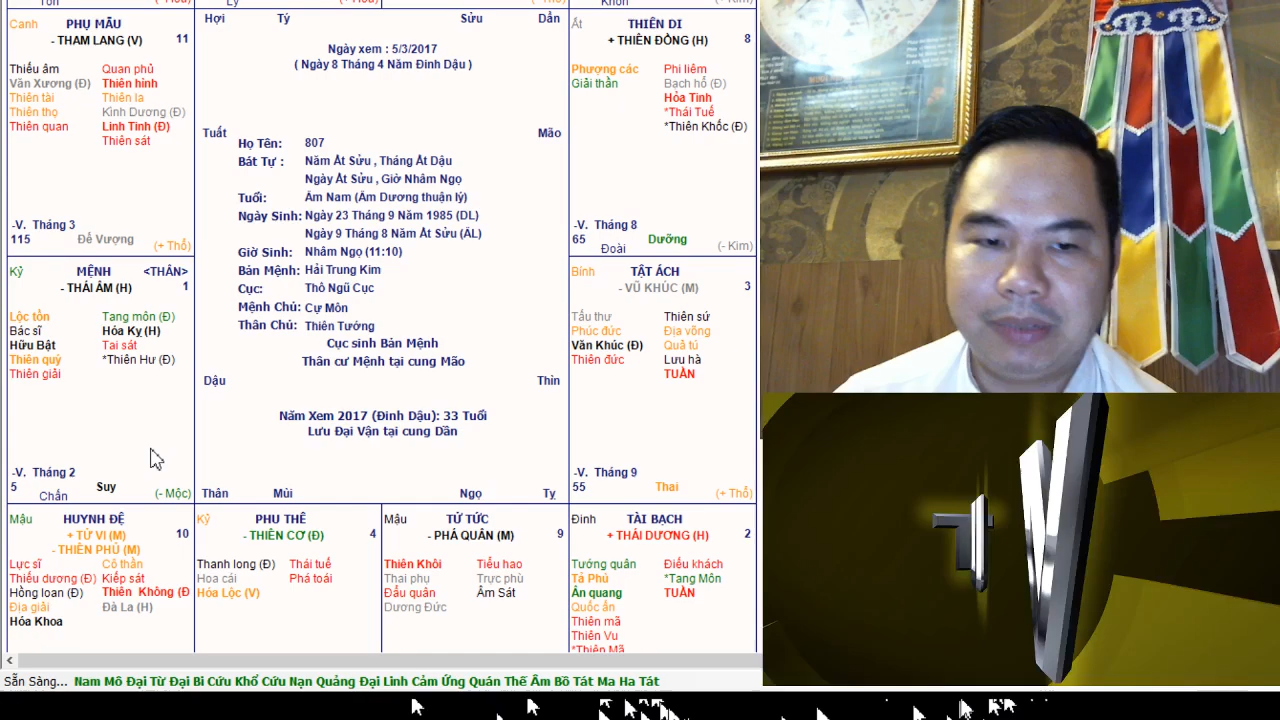 Canh PHỤ MẪU
- THAM LANG (V) 11
Thiếu âm Quan phủ
Văn Xương (Đ) Thiên hình
Thiên tài Thiên la
Thiên thọ Kình Dương (Đ)
Thiên quan Linh Tinh (Đ)
Thiên sát
-V. Tháng 3
115 Đế Vượng (+ Thổ)
Kỷ MỆNH <THÂN>
- THÁI ÂM (H) 1
Lộc tồn Tang môn (Đ)
Bác sĩ Hóa Kỵ (H)
Hữu Bật Tai sát
Thiên quý *Thiên Hư (Đ)
Thiên giải
-V. Tháng 2
5 Chấn Suy (- Mộc)
Mậu HUYNH ĐỆ
+ TỬ VI (M) 10
- THIÊN PHỦ (M)
Lực sĩ Cô thần
Thiếu dương (Đ) Kiếp sát
Hồng loan (Đ) Thiên Không (Đ
Địa giải Đà La (H)
Hóa Khoa
Hợi Tý Sửu Dần
Ngày xem : 5/3/2017
( Ngày 8 Tháng 4 Năm Đinh Dậu )
Tuất Mão
Họ Tên: 807
Bát Tự : Năm Ất Sửu , Tháng Ất Dậu
Ngày Ất Sửu , Giờ Nhâm Ngọ
Tuổi: Âm Nam (Âm Dương thuận lý)
Ngày Sinh: Ngày 23 Tháng 9 Năm 1985 (DL)
Ngày 9 Tháng 8 Năm Ất Sửu (ÂL)
Giờ Sinh: Nhâm Ngọ (11:10)
Bản Mệnh: Hải Trung Kim
Cục: Thổ Ngũ Cục
Mệnh Chủ: Cự Môn
Thân Chủ: Thiên Tướng
Cục sinh Bản Mệnh
Thân cư Mệnh tại cung Mão
Dậu Thìn
Năm Xem 2017 (Đinh Dậu): 33 Tuổi
Lưu Đại Vận tại cung Dần
Thân Mùi Ngọ Tỵ
Kỷ PHU THÊ
- THIÊN CƠ (Đ) 4
Thanh long (Đ) Thái tuế
Hoa cái Phá toái
Hóa Lộc (V)
Mậu TỬ TỨC
- PHÁ QUÂN (M) 9
Thiên Khôi Tiểu hao
Thai phụ Trực phù
Đẩu quân Âm Sát
Dương Đức
Ất THIÊN DI
+ THIÊN ĐỒNG (H) 8
Phượng các Phi liêm
Giải thần Bạch hổ (Đ)
Hỏa Tinh
*Thái Tuế
*Thiên Khốc (Đ)
-V. Tháng 8
65 Đoài Dưỡng (- Kim)
Bính TẬT ÁCH
- VŨ KHÚC (M) 3
Tấu thư Thiên sứ
Phúc đức Địa võng
Văn Khúc (Đ) Quả tú
Thiên đức Lưu hà
TUẦN
-V. Tháng 9
55 Thai (+ Thổ)
Đinh TÀI BẠCH
+ THÁI DƯƠNG (H) 2
Tướng quân Điếu khách
Tả Phù *Tang Môn
Ân quang TUẦN
Quốc ấn
Thiên mã
Thiên Vu
*Thiên Mã
Sẵn Sàng... Nam Mô Đại Từ Đại Bi Cứu Khổ Cứu Nạn Quảng Đại Linh Cảm Ứng Quán Thế Âm Bồ Tát Ma Ha Tát